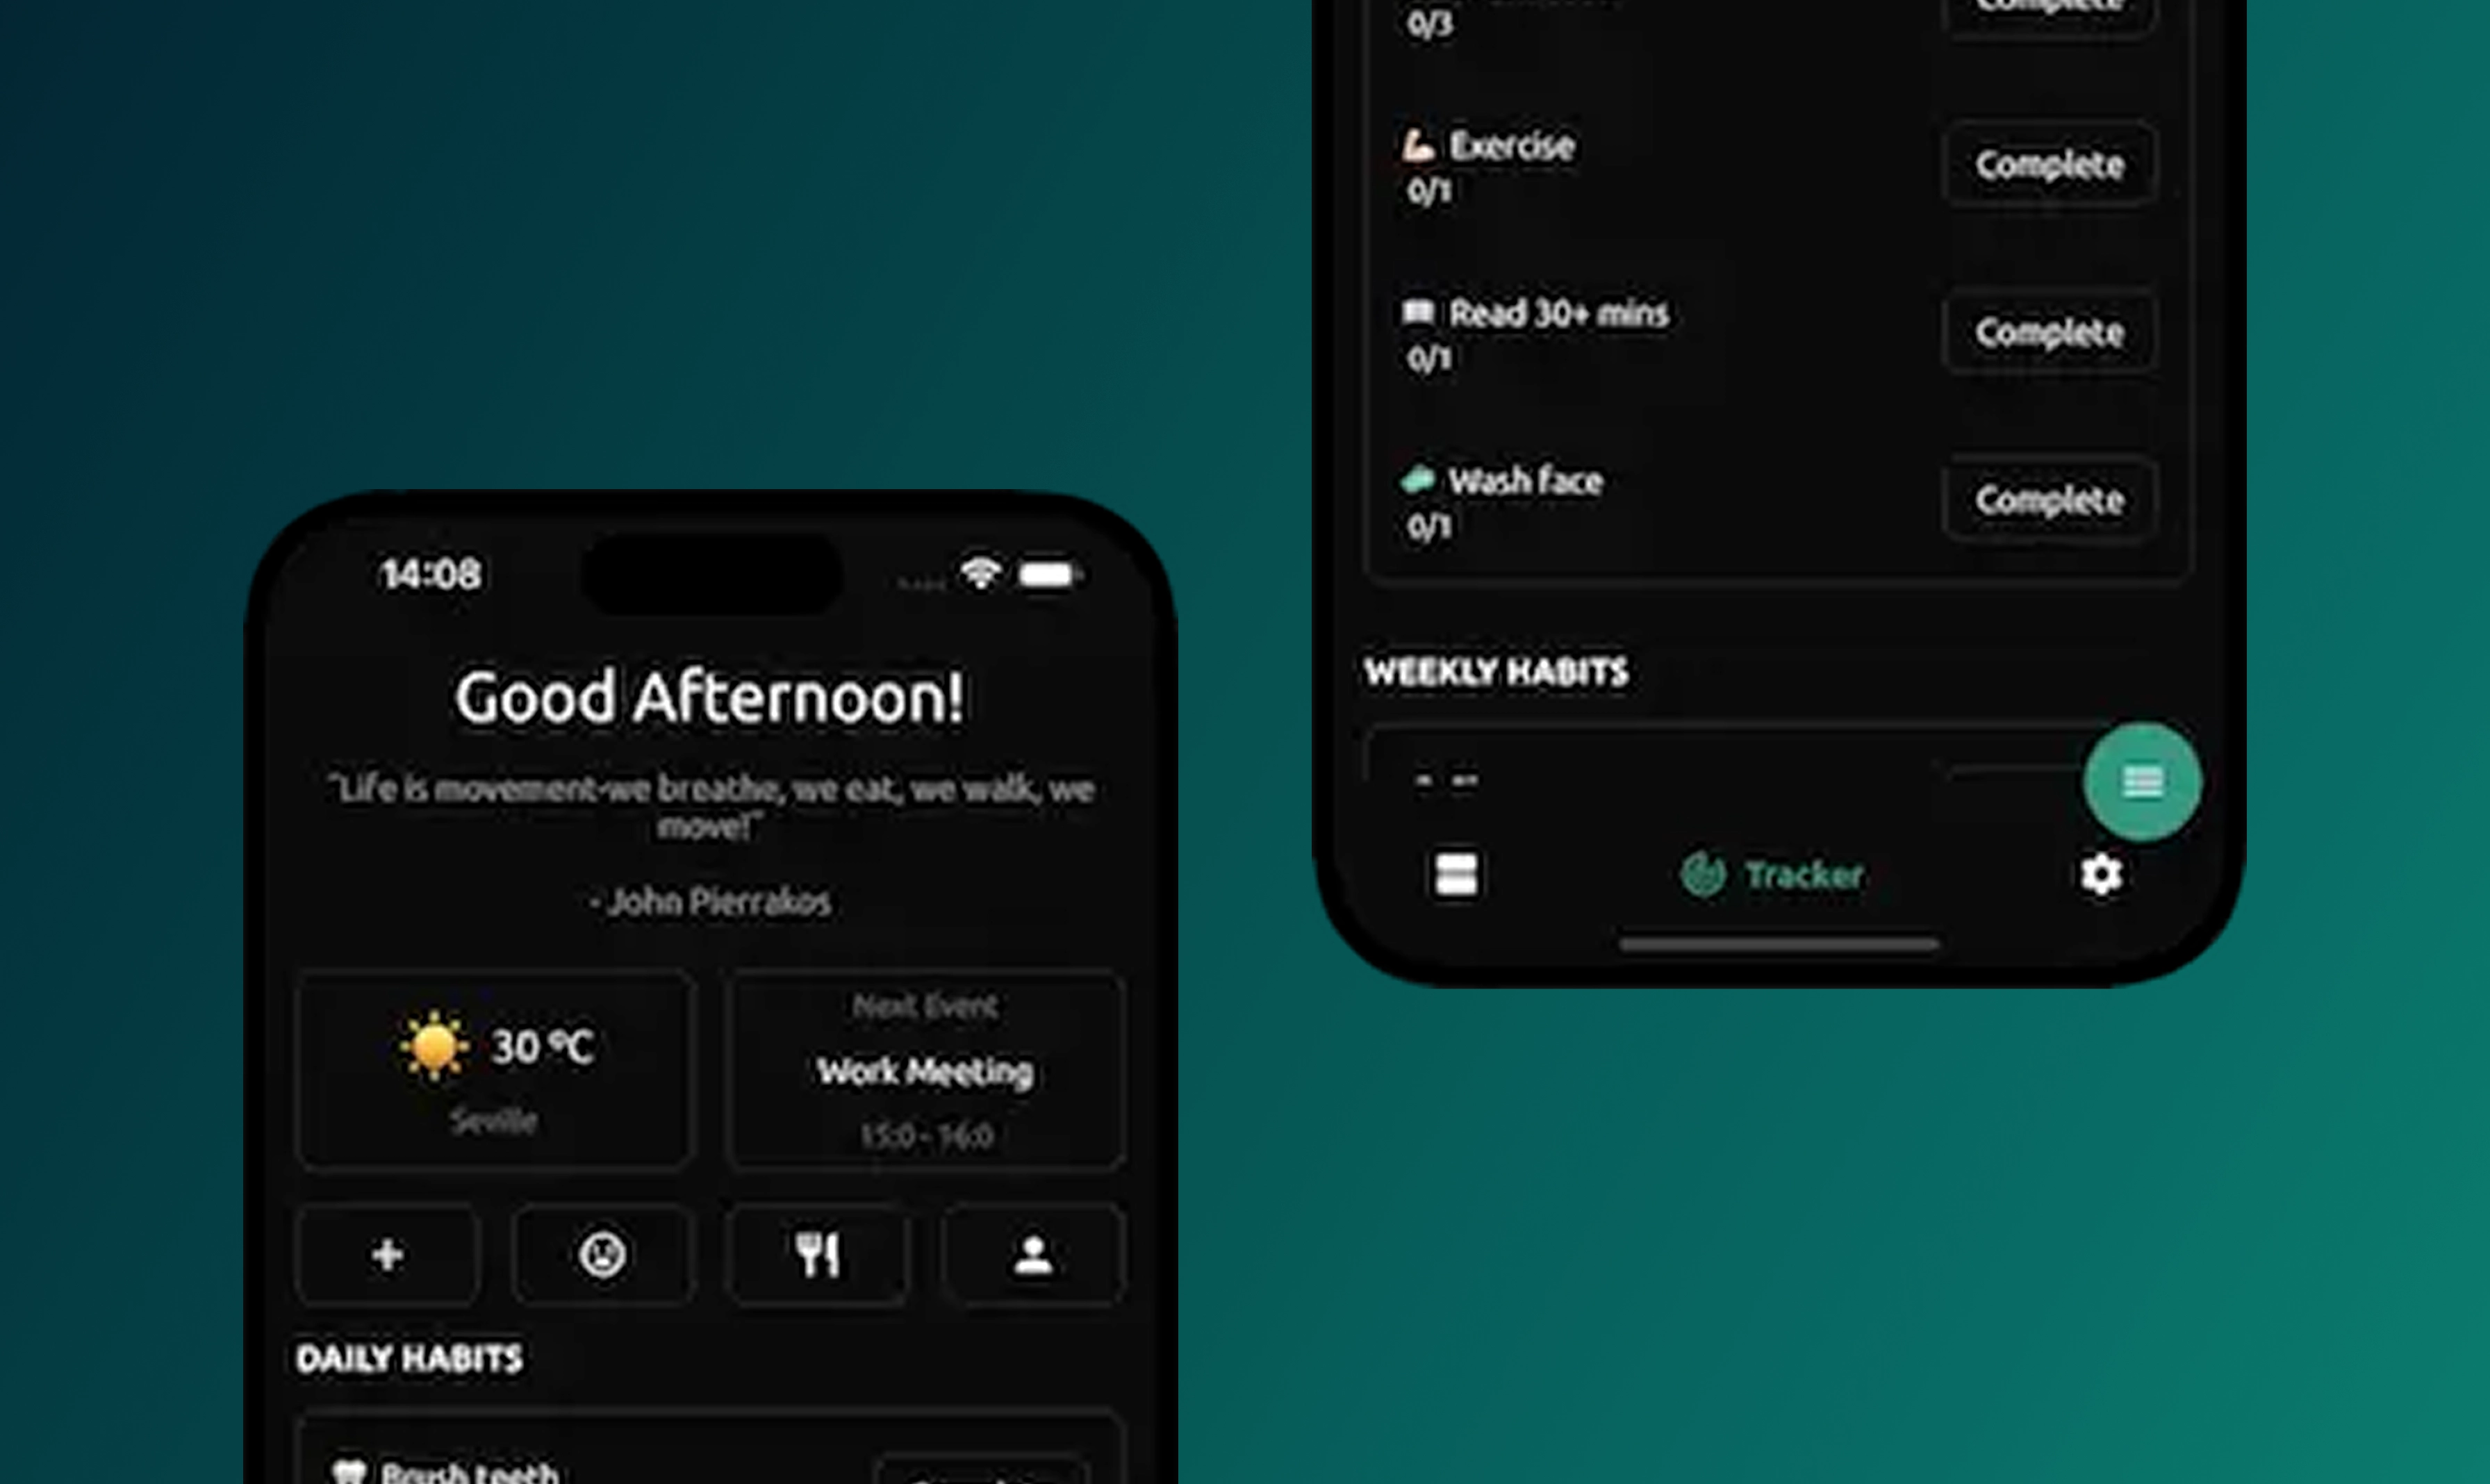 14:08
Good Afternoon!
"Life is movement-we breathe, we eat, we walk, we
move!"
- John Pierrakos
30 ºC
Seville
Next Event
Work Meeting
15:0 - 16:0
DAILY HABITS
Brush teeth
0/3
Complete
Exercise
0/1
Complete
Read 30+ mins
0/1
Complete
Wash face
0/1
Complete
WEEKLY HABITS
Tracker